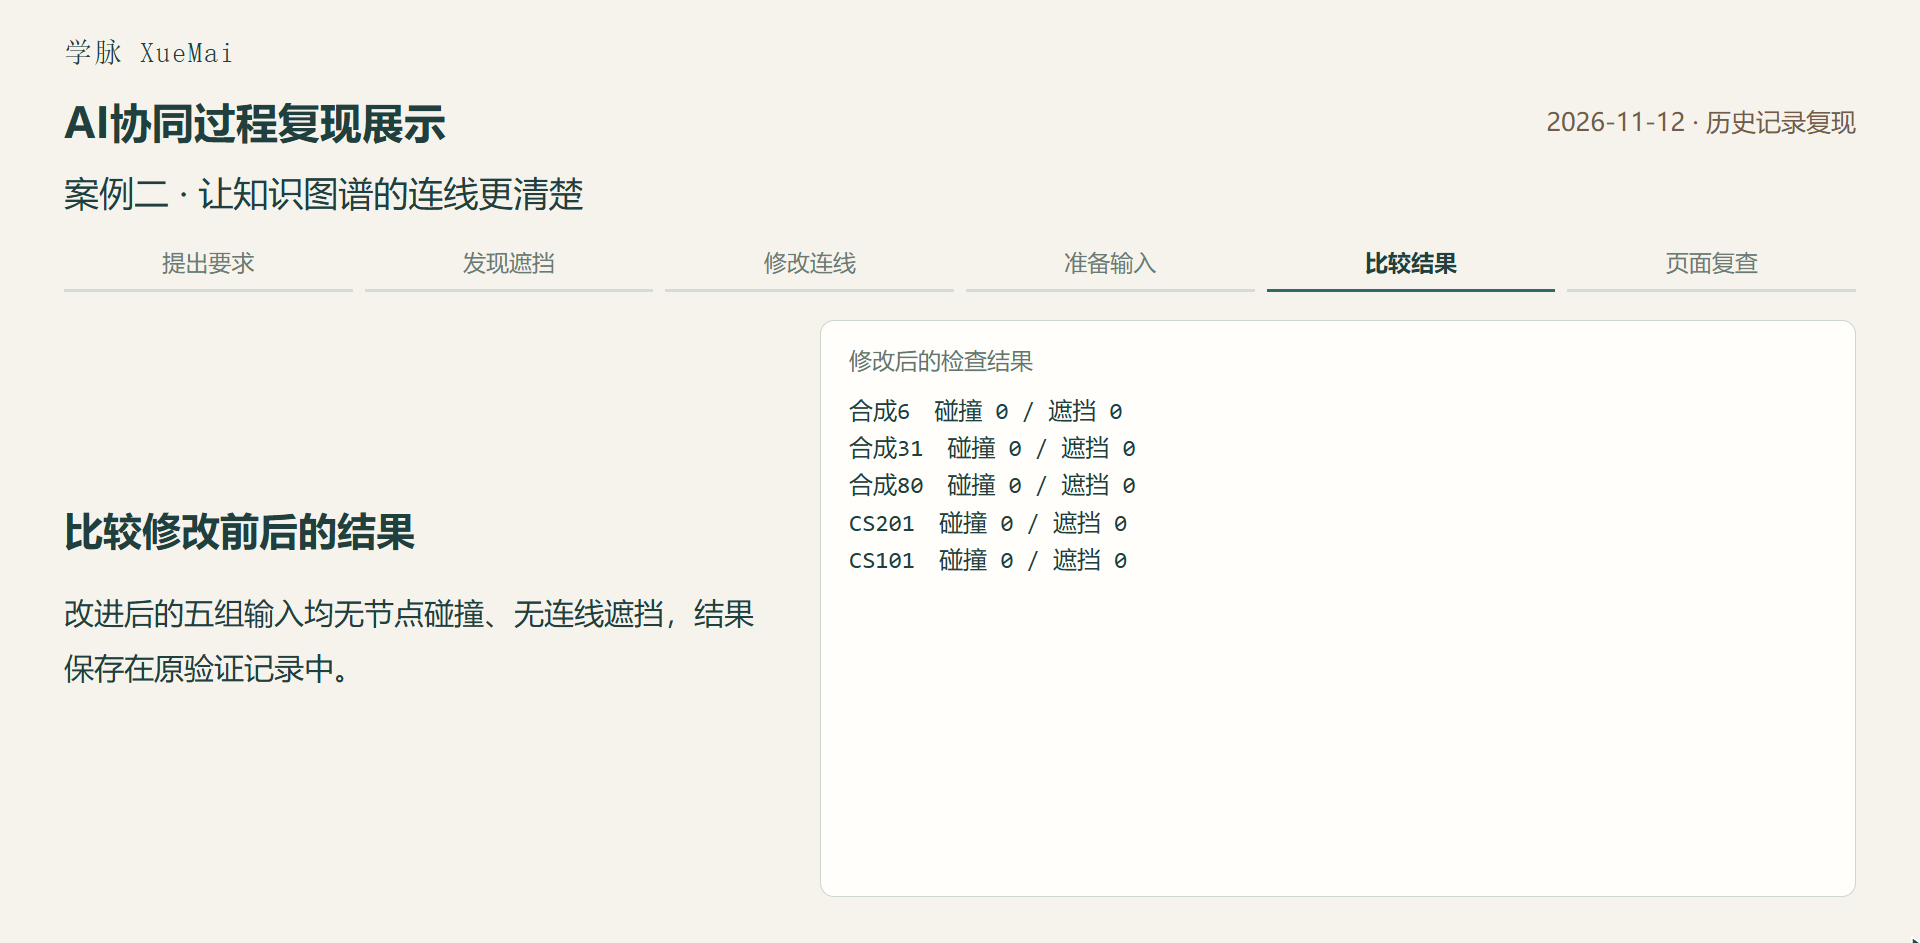 学脉 XueMai
AI协同过程复现展示
2026-11-12 · 历史记录复现
案例二 · 让知识图谱的连线更清楚
提出要求
发现遮挡
修改连线
准备输入
比较结果
页面复查
比较修改前后的结果
改进后的五组输入均无节点碰撞、无连线遮挡，结果
保存在原验证记录中。
修改后的检查结果
合成6 碰撞 0 / 遮挡 0
合成31 碰撞 0 / 遮挡 0
合成80 碰撞 0 / 遮挡 0
CS201 碰撞 0 / 遮挡 0
CS101 碰撞 0 / 遮挡 0